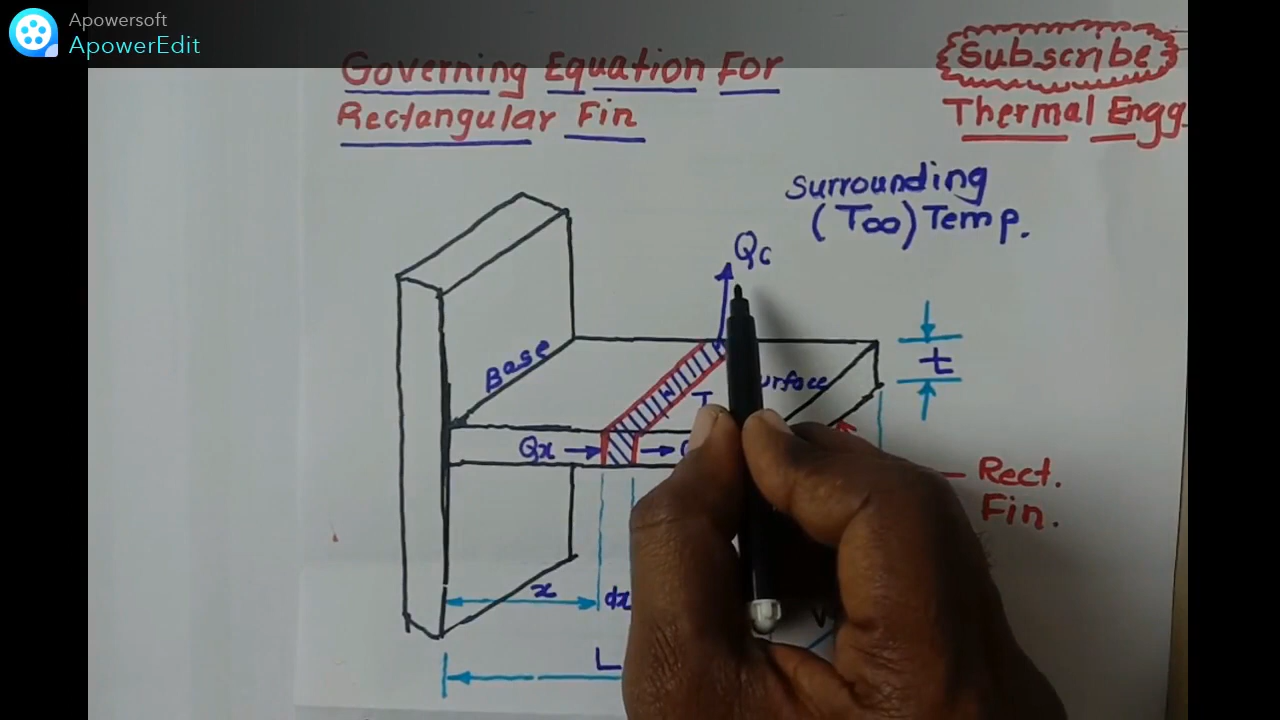 Apowersoft
ApowerEdit
Governing Equation For
Rectangular Fin
Subscribe
Thermal Engg.
Surrounding
(T∞) Temp.
Qc
Base
t
T
Qx
Rect.
Fin.
x
dx
L